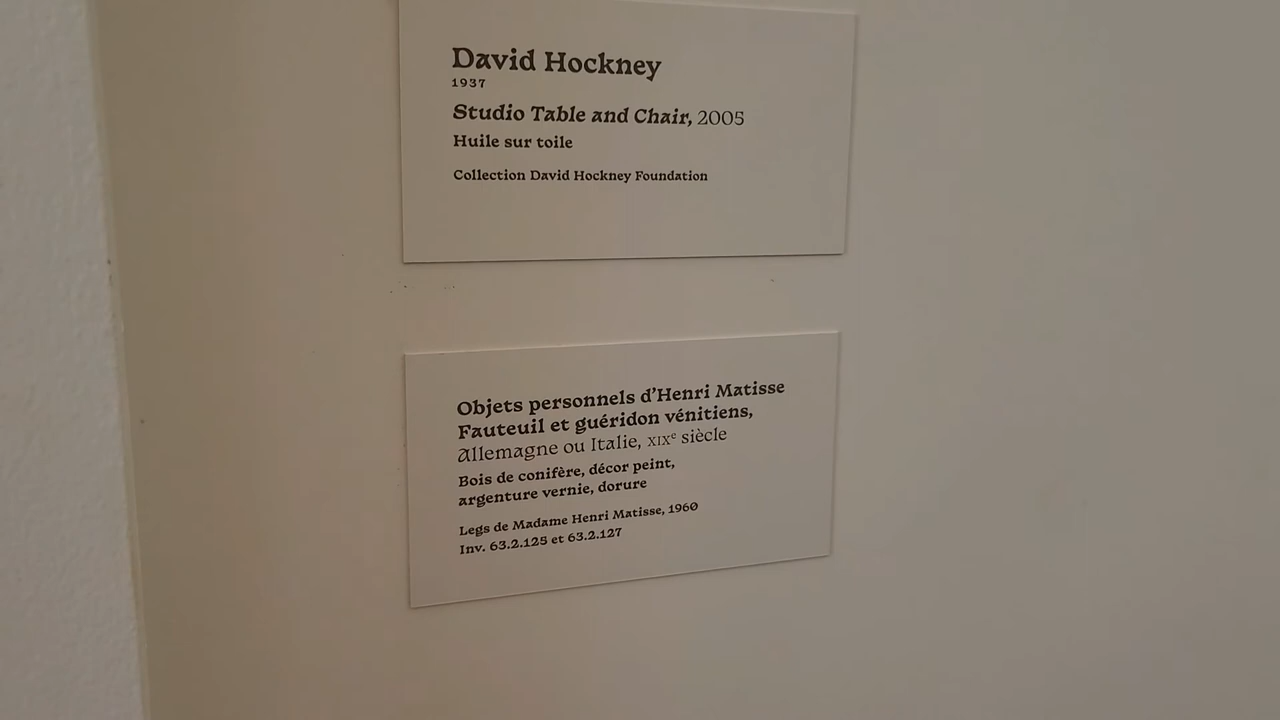 David Hockney
1937
Studio Table and Chair, 2005
Huile sur toile
Collection David Hockney Foundation
Objets personnels d'Henri Matisse
Fauteuil et guéridon vénitiens,
Allemagne ou Italie, XIXe siècle
Bois de conifère, décor peint,
argenture vernie, dorure
Legs de Madame Henri Matisse, 1960
Inv. 63.2.125 et 63.2.127